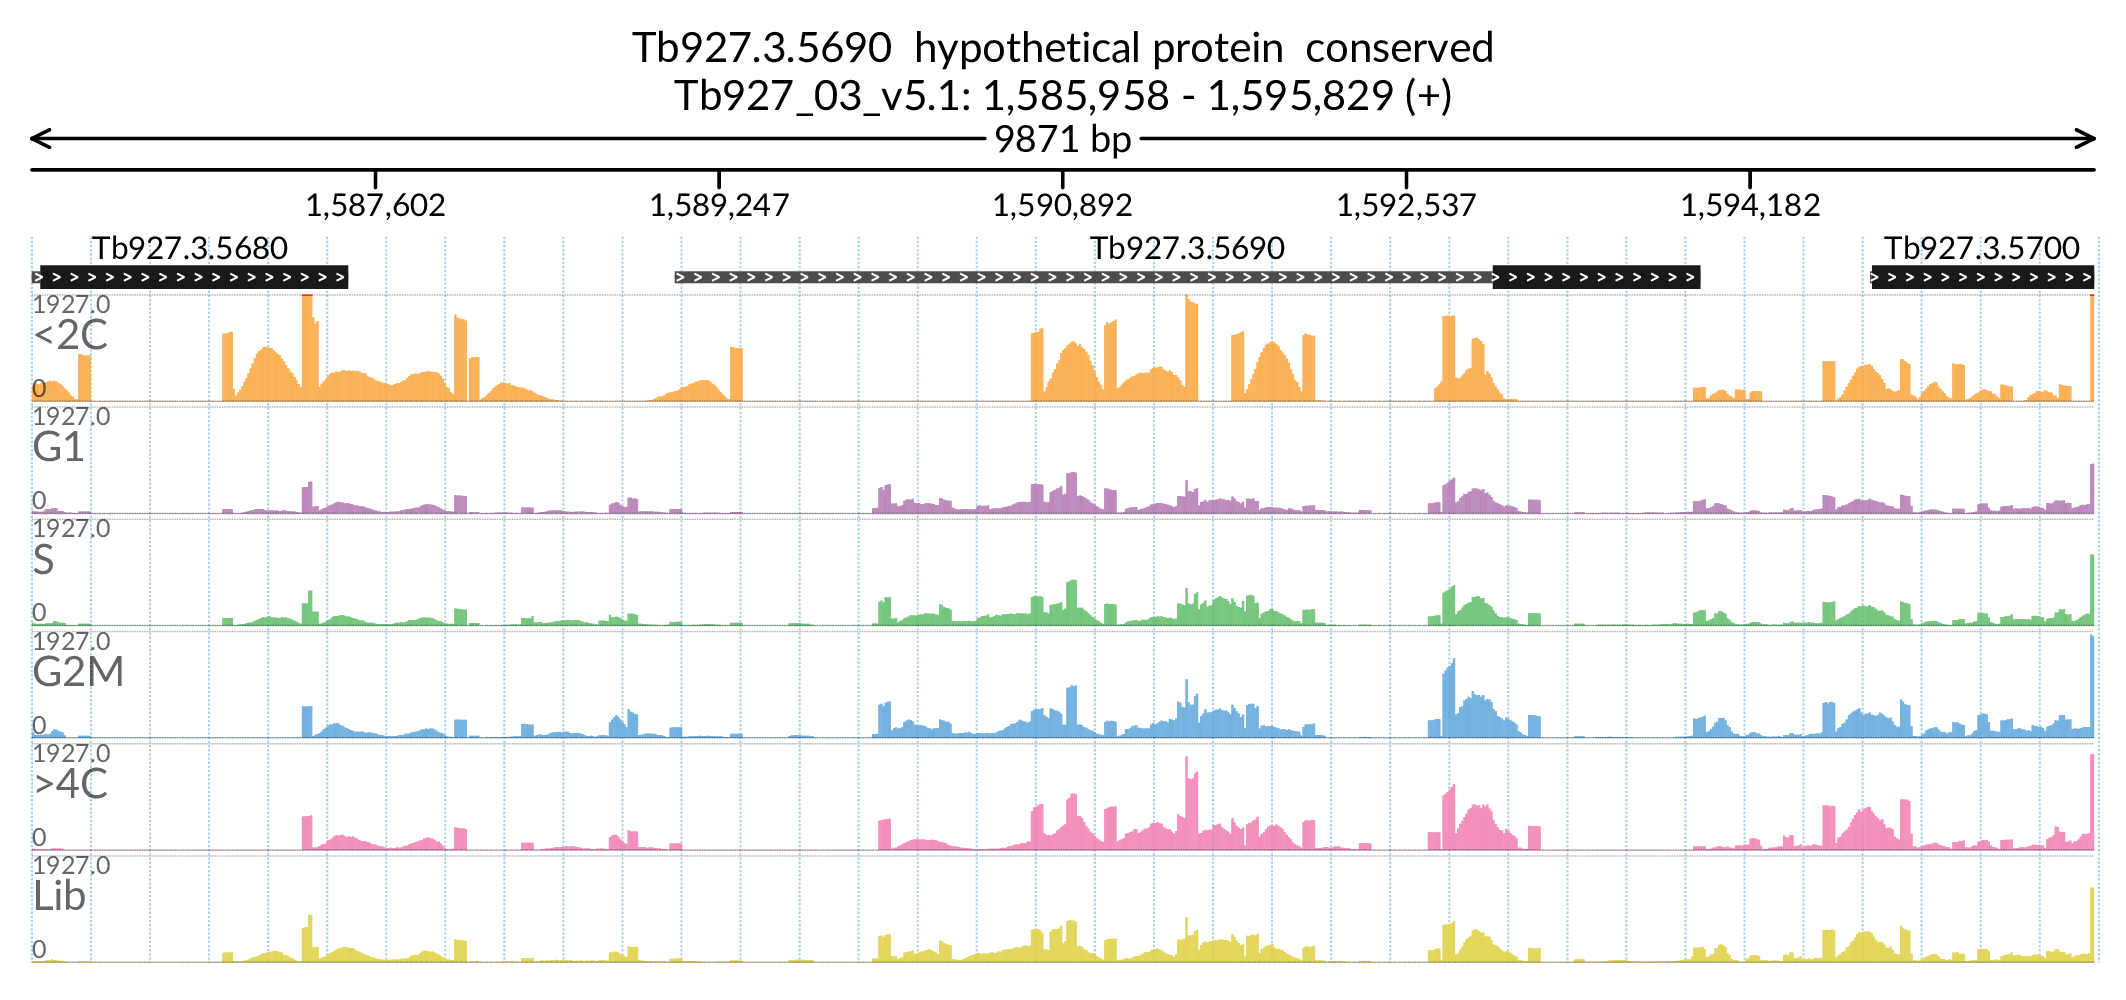 Tb927.3.5690 hypothetical protein conserved
Tb927_03_v5.1: 1,585,958 - 1,595,829 (+)
9871 bp
1,587,602 1,589,247 1,590,892 1,592,537 1,594,182
Tb927.3.5680 Tb927.3.5690 Tb927.3.5700
1927.0
<2C
0
1927.0
G1
0
1927.0
S
0
1927.0
G2M
0
1927.0
>4C
0
1927.0
Lib
0